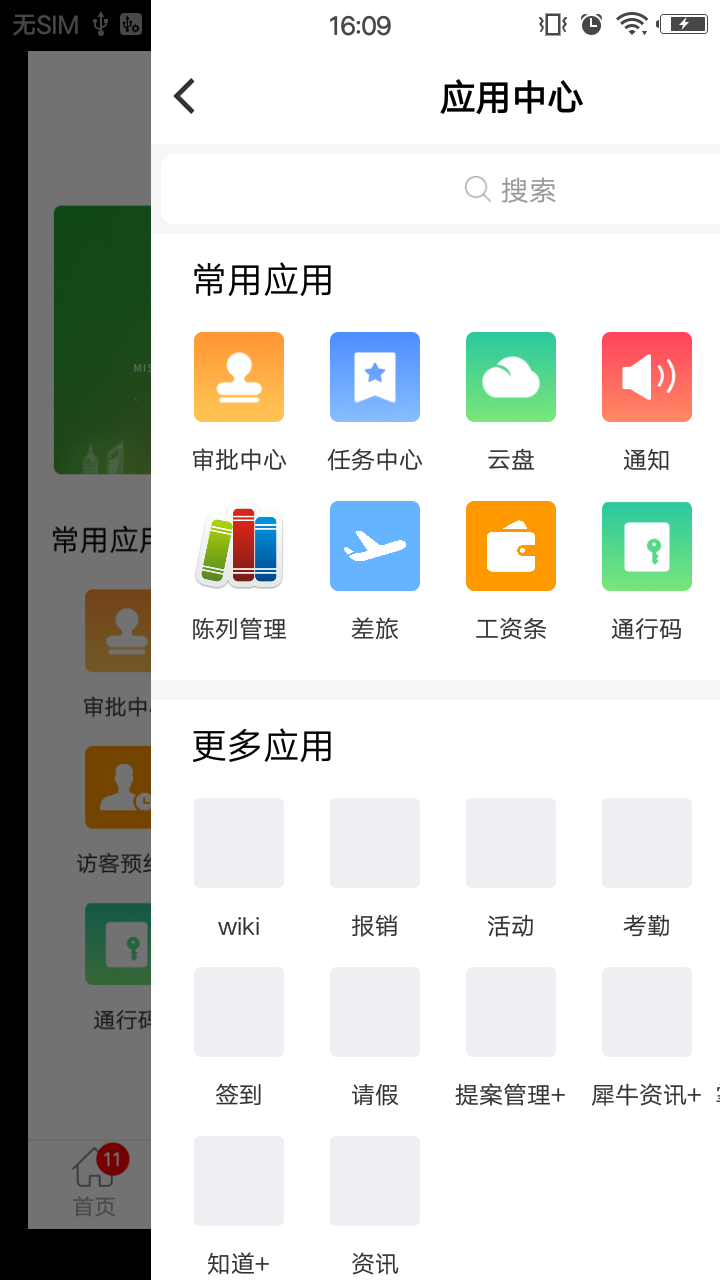 无SIM
16:09
应用中心
搜索
常用应用
审批中心
任务中心
云盘
通知
陈列管理
差旅
工资条
通行码
更多应用
wiki
报销
活动
考勤
签到
请假
提案管理+
犀牛资讯+
知道+
资讯
MIS
常用应用
审批中
访客预约
通行码
11
首页